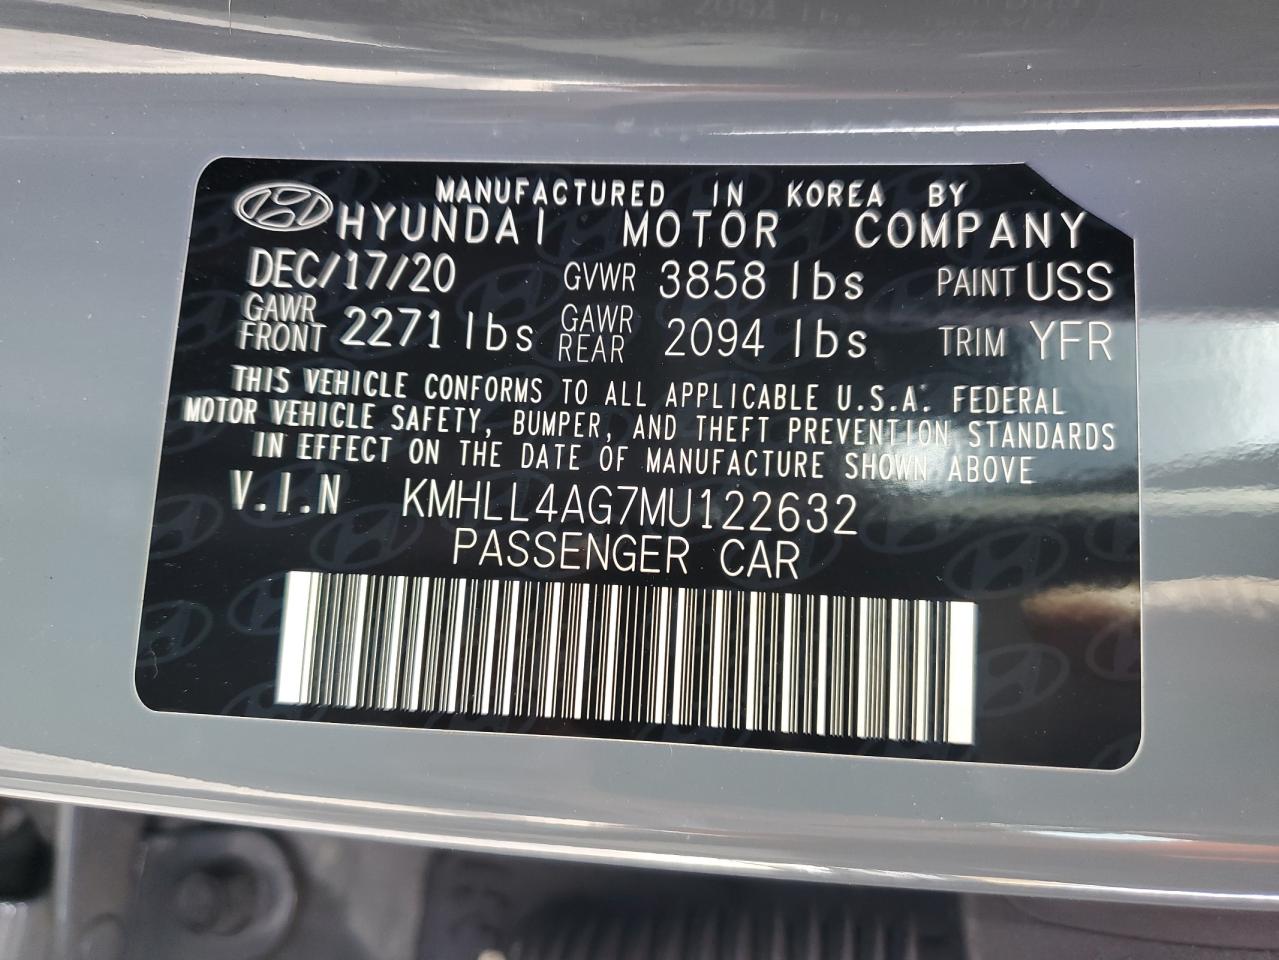 MANUFACTURED IN KOREA BY
HYUNDAI MOTOR COMPANY
DEC/17/20 GVWR 3858 lbs PAINT USS
GAWR FRONT 2271 lbs GAWR REAR 2094 lbs TRIM YFR
THIS VEHICLE CONFORMS TO ALL APPLICABLE U.S.A. FEDERAL
MOTOR VEHICLE SAFETY, BUMPER, AND THEFT PREVENTION STANDARDS
IN EFFECT ON THE DATE OF MANUFACTURE SHOWN ABOVE
V.I.N KMHLL4AG7MU122632
PASSENGER CAR